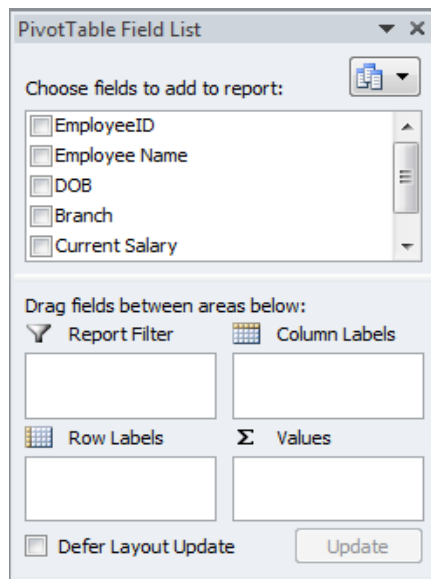 PivotTable Field List
Choose fields to add to report:
EmployeeID
Employee Name
DOB
Branch
Current Salary
Drag fields between areas below:
Report Filter
Column Labels
Row Labels
Σ Values
Defer Layout Update
Update